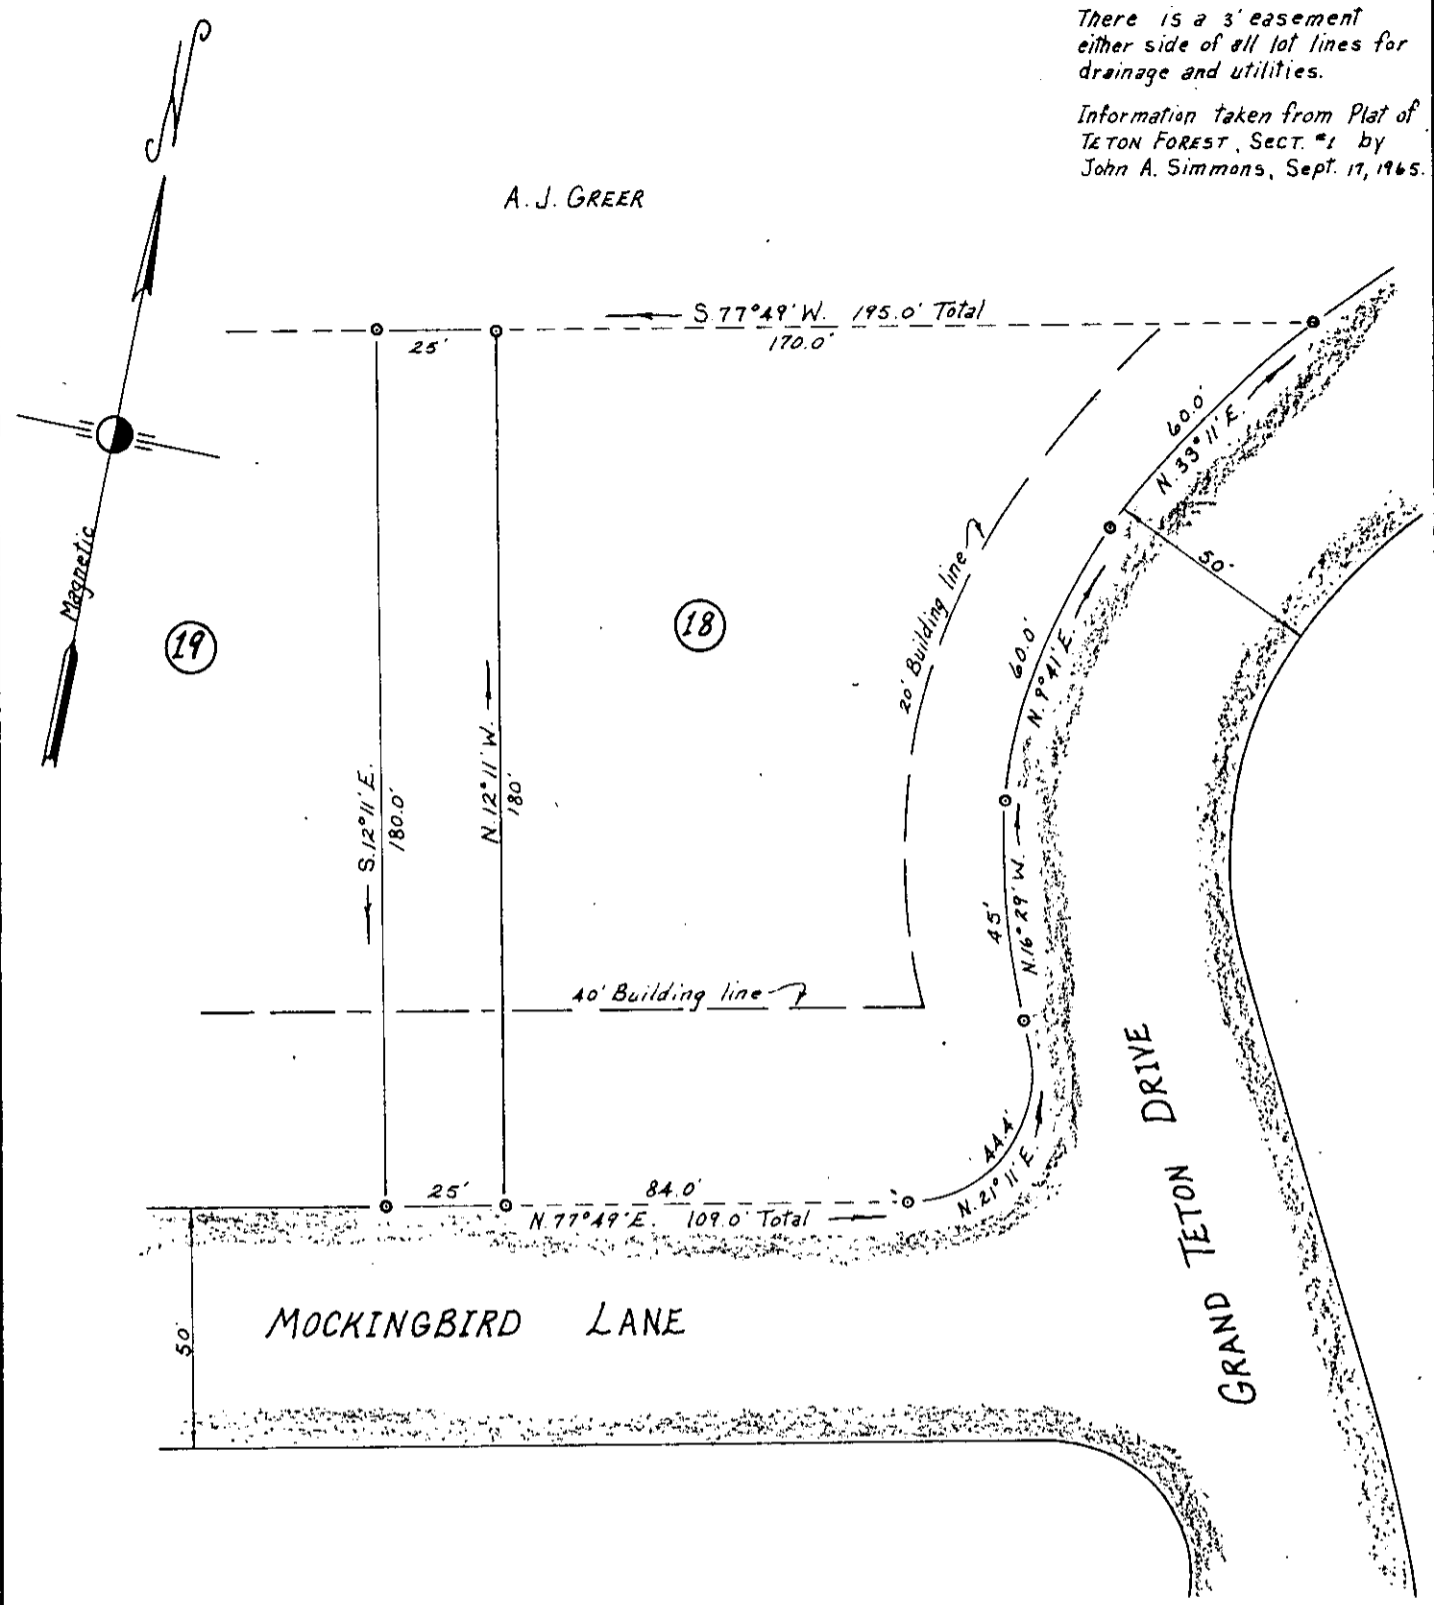 There is a 3' easement
either side of all lot lines for
drainage and utilities.
Information taken from Plat of
TETON FOREST, SECT. #1 by
John A. Simmons, Sept. 17, 1965.
N
A. J. GREER
S. 77°49' W. 195.0' Total
25'
170.0'
Magnetic
19
18
S. 12°11' E.
180.0'
N. 12°11' W.
180'
20' Building line
60.0'
N. 33°11' E.
50'
60.0'
N. 9°41' E.
45'
N. 16°29' W.
40' Building line
44.4'
N. 21°11' E.
25'
84.0'
N. 77°49' E. 109.0' Total
50'
MOCKINGBIRD LANE
GRAND TETON DRIVE